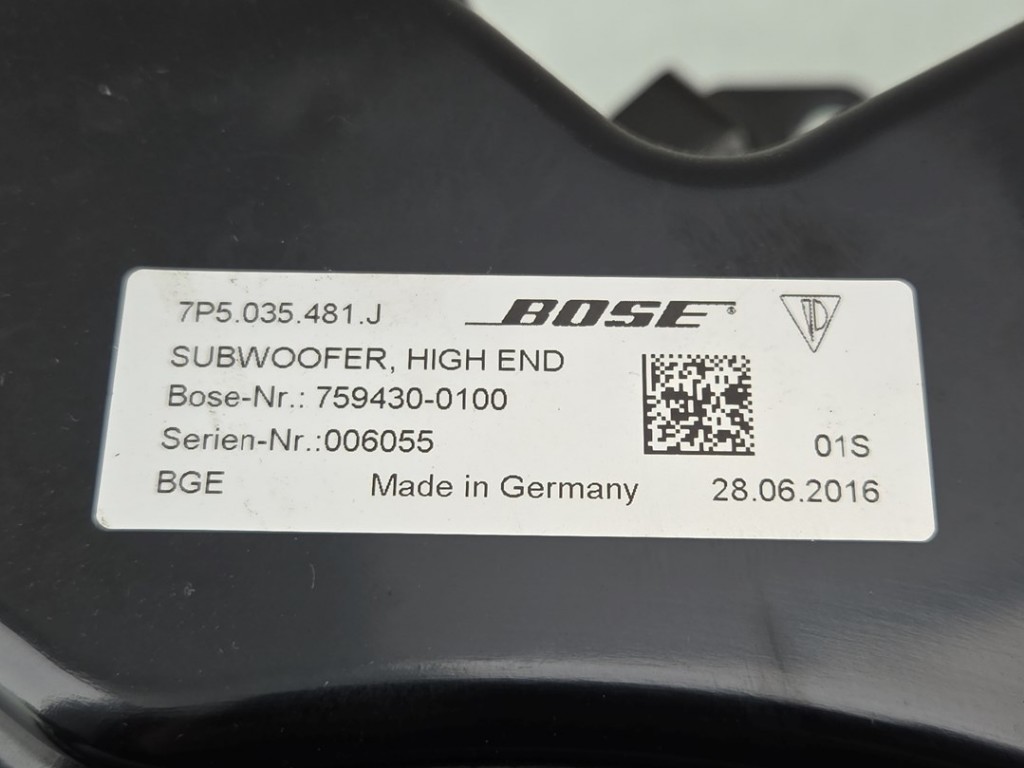 7P5.035.481.J BOSE®
SUBWOOFER, HIGH END
Bose-Nr.: 759430-0100
Serien-Nr.:006055 01S
BGE Made in Germany 28.06.2016